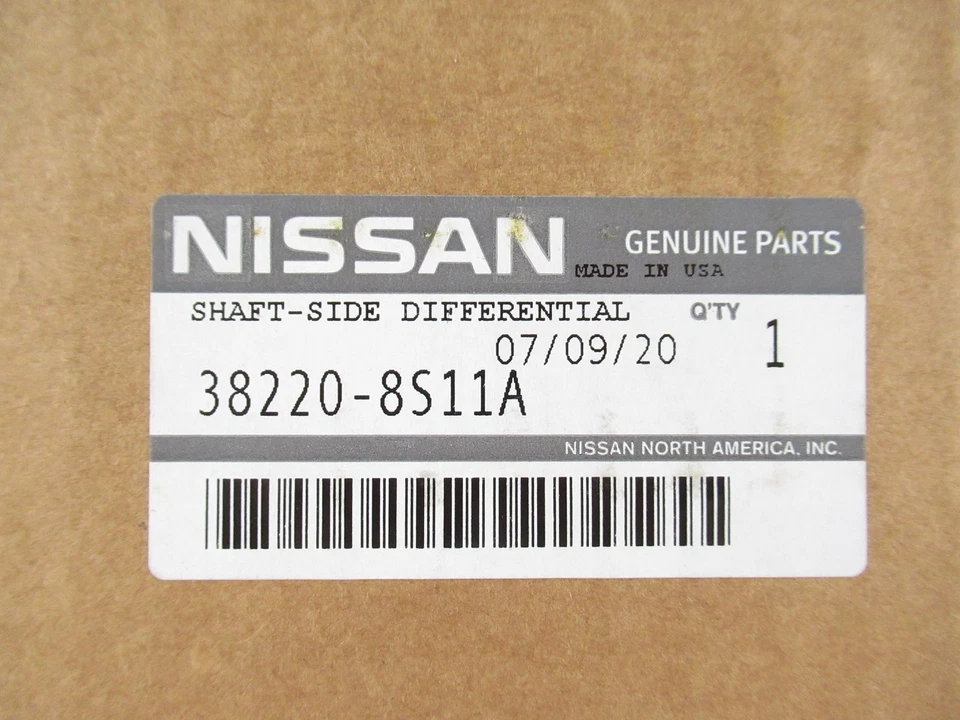 NISSAN GENUINE PARTS
MADE IN USA
SHAFT-SIDE DIFFERENTIAL Q'TY
07/09/20 1
38220-8S11A
NISSAN NORTH AMERICA, INC.